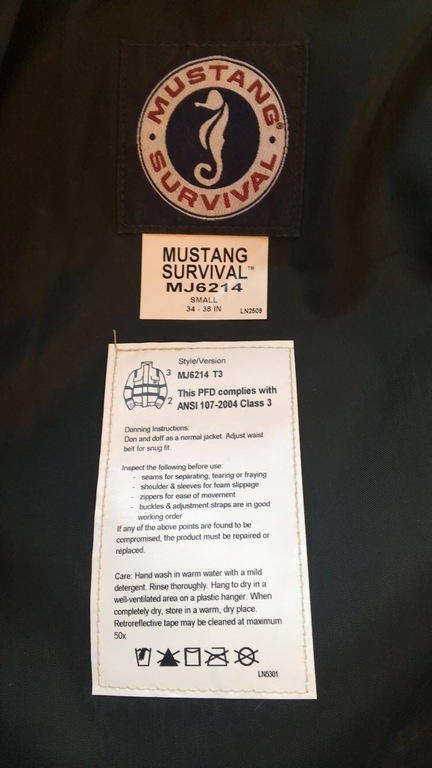 MUSTANG®
SURVIVAL
MUSTANG
SURVIVAL™
MJ6214
SMALL
34 - 38 IN
LN2509
Style/Version
3
MJ6214 T3
2
This PFD complies with
ANSI 107-2004 Class 3
Donning Instructions:
Don and doff as a normal jacket. Adjust waist
belt for snug fit.
Inspect the following before use:
- seams for separating, tearing or fraying
- shoulder & sleeves for foam slippage
- zippers for ease of movement
- buckles & adjustment straps are in good
working order
If any of the above points are found to be
compromised, the product must be repaired or
replaced.
Care: Hand wash in warm water with a mild
detergent. Rinse thoroughly. Hang to dry in a
well-ventilated area on a plastic hanger. When
completely dry, store in a warm, dry place.
Retroreflective tape may be cleaned at maximum
50x.
LN5301